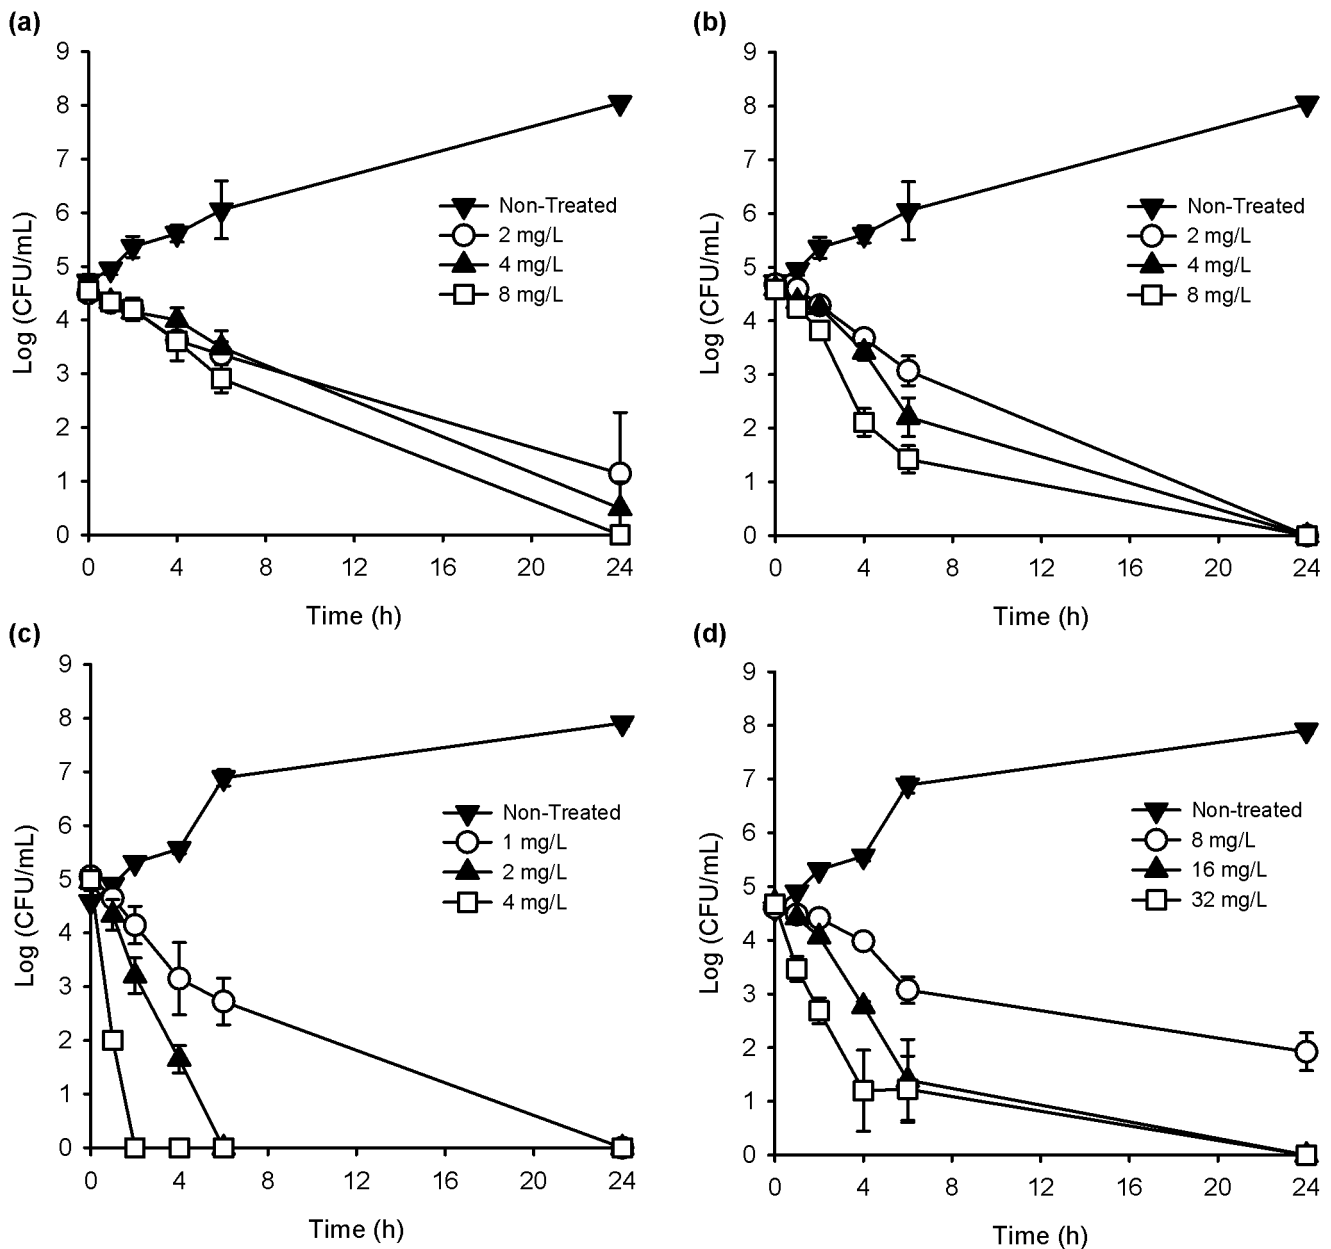 (a)
9
8
7
6
5
4
3
2
1
0
Log (CFU/mL)
Non-Treated
2 mg/L
4 mg/L
8 mg/L
0 4 8 12 16 20 24
Time (h)
(b)
9
8
7
6
5
4
3
2
1
0
Log (CFU/mL)
Non-Treated
2 mg/L
4 mg/L
8 mg/L
0 4 8 12 16 20 24
Time (h)
(c)
9
8
7
6
5
4
3
2
1
0
Log (CFU/mL)
Non-Treated
1 mg/L
2 mg/L
4 mg/L
0 4 8 12 16 20 24
Time (h)
(d)
9
8
7
6
5
4
3
2
1
0
Log (CFU/mL)
Non-treated
8 mg/L
16 mg/L
32 mg/L
0 4 8 12 16 20 24
Time (h)